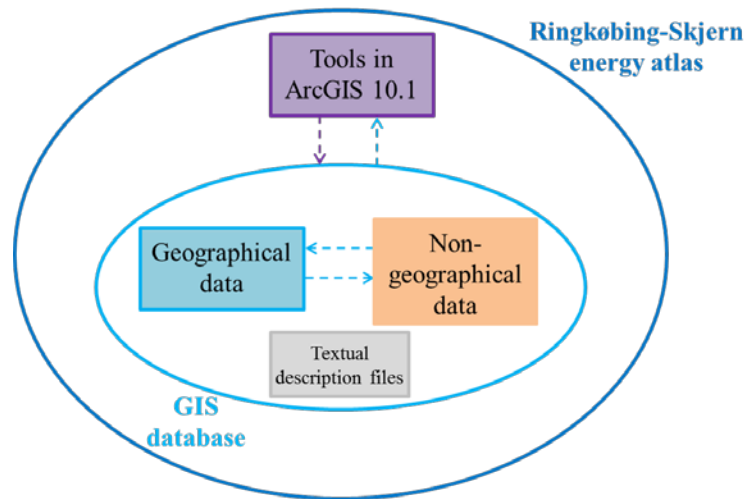 Ringkøbing-Skjern
energy atlas
Tools in
ArcGIS 10.1
Geographical
data
Non-
geographical
data
Textual
description files
GIS
database